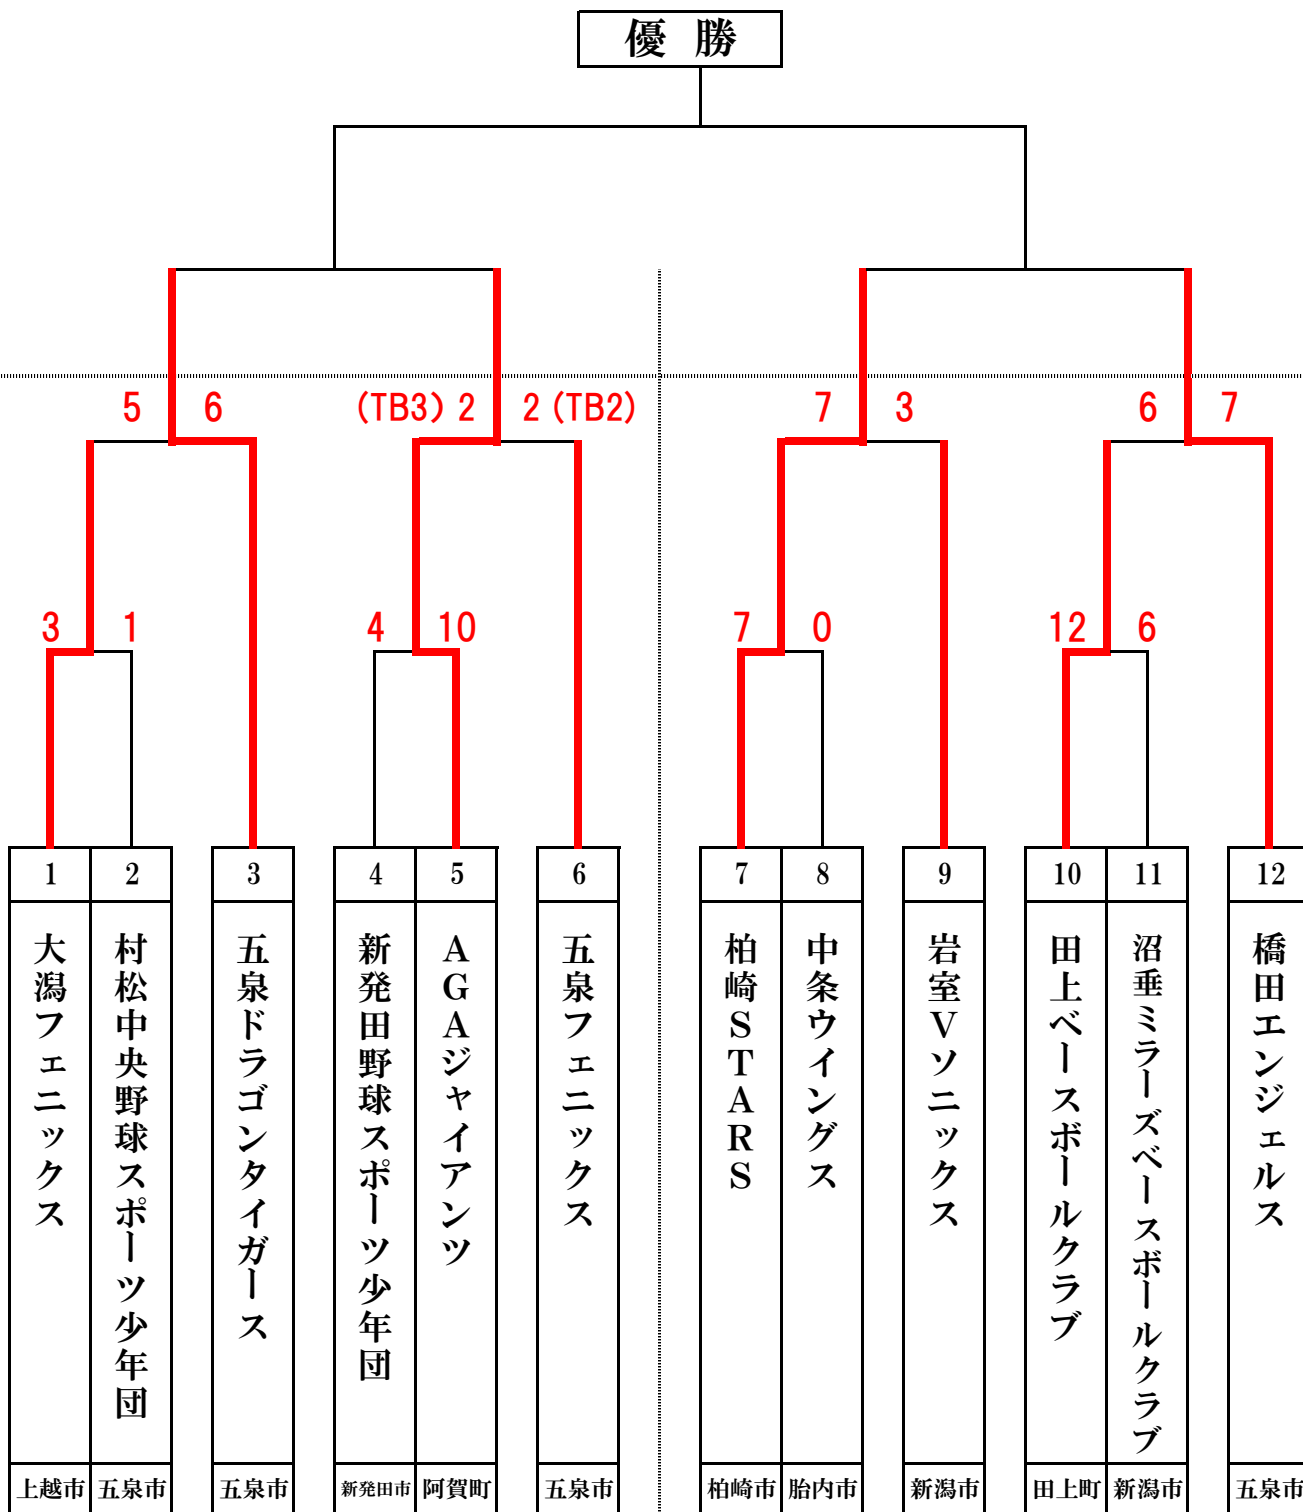 優勝
5 6 (TB3) 2 2 (TB2) 7 3 6 7
3 1 4 10 7 0 12 6
1 2 3 4 5 6 7 8 9 10 11 12
大潟フェニックス
村松中央野球スポーツ少年団
五泉ドラゴンタイガース
新発田野球スポーツ少年団
AGAジャイアンツ
五泉フェニックス
柏崎STARS
中条ウイングス
岩室Vソニックス
田上ベースボールクラブ
沼垂ミラーズベースボールクラブ
橋田エンジェルス
上越市 五泉市 五泉市 新発田市 阿賀町 五泉市 柏崎市 胎内市 新潟市 田上町 新潟市 五泉市